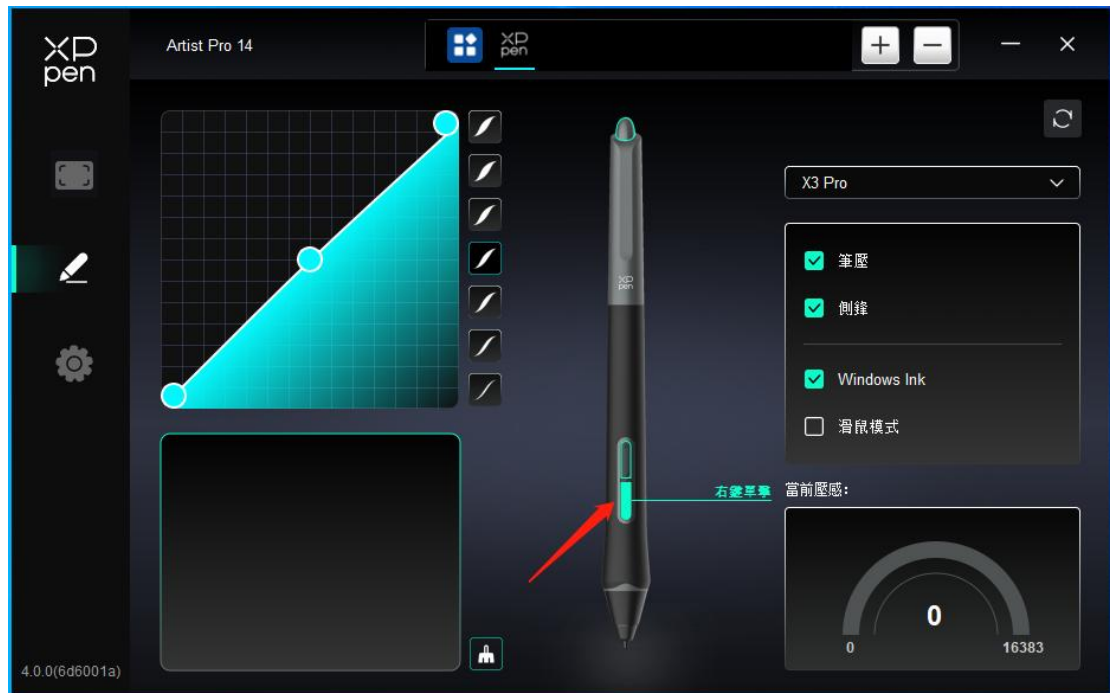 XP
pen
Artist Pro 14
XP
pen
X3 Pro
筆壓
側鋒
Windows Ink
滑鼠模式
XP
pen
右鍵單擊
當前壓感:
0
0
16383
4.0.0(6d6001a)